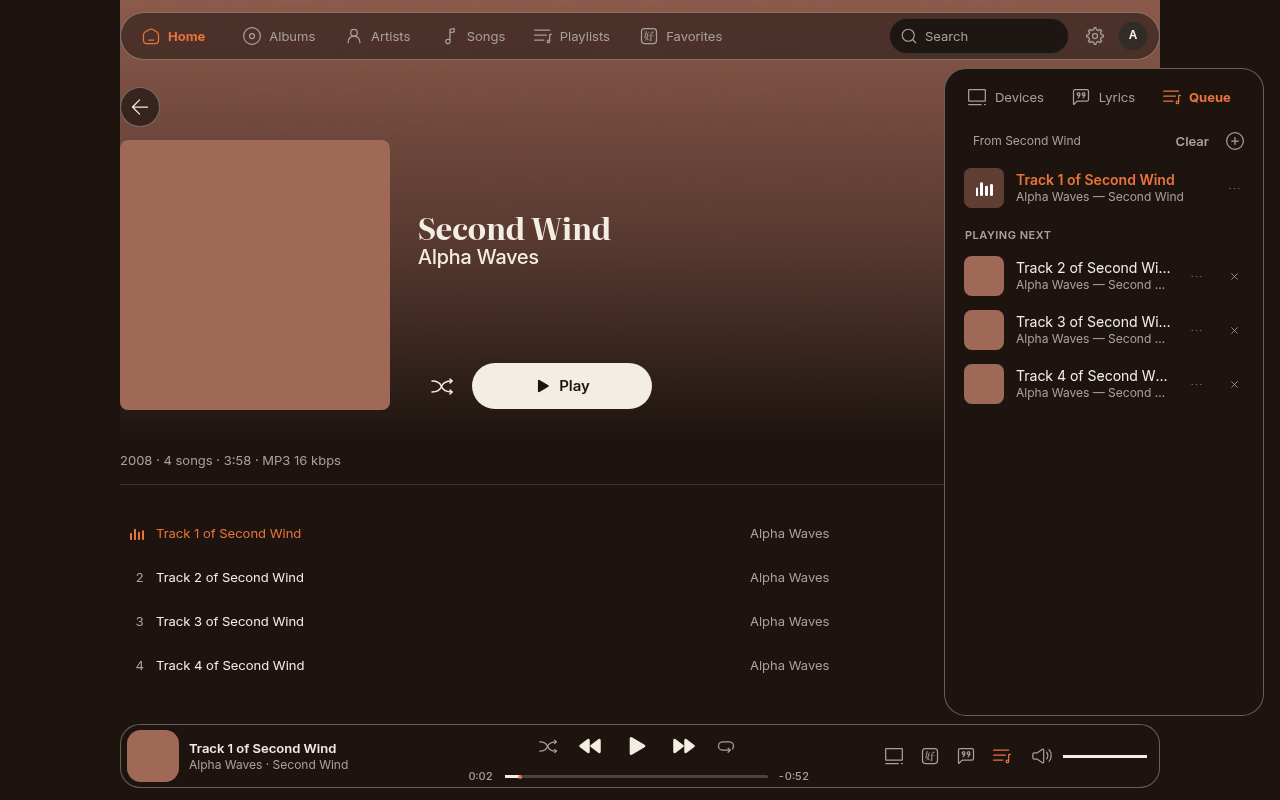 Home
Albums
Artists
Songs
Playlists
Favorites
Search
A
Devices
Lyrics
Queue
From Second Wind
Clear
Track 1 of Second Wind
Alpha Waves — Second Wind
PLAYING NEXT
Track 2 of Second Wi...
Alpha Waves — Second ...
Track 3 of Second Wi...
Alpha Waves — Second ...
Track 4 of Second W...
Alpha Waves — Second ...
Second Wind
Alpha Waves
Play
2008 · 4 songs · 3:58 · MP3 16 kbps
Track 1 of Second Wind Alpha Waves
2 Track 2 of Second Wind Alpha Waves
3 Track 3 of Second Wind Alpha Waves
4 Track 4 of Second Wind Alpha Waves
Track 1 of Second Wind
Alpha Waves · Second Wind
0:02
-0:52